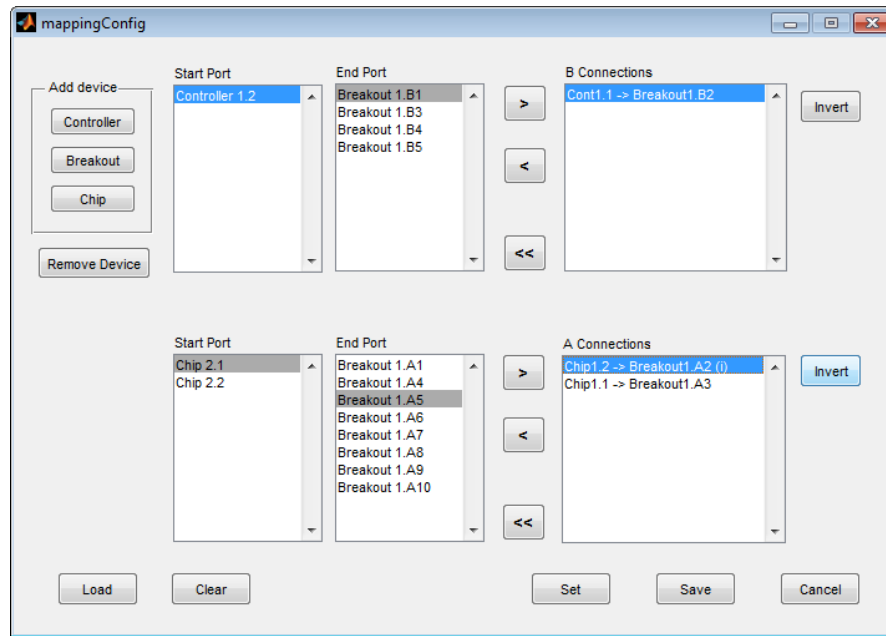 mappingConfig
Add device
Controller
Breakout
Chip
Remove Device
Start Port
Controller 1.2
End Port
Breakout 1.B1
Breakout 1.B3
Breakout 1.B4
Breakout 1.B5
>
<
<<
B Connections
Cont1.1 -> Breakout1.B2
Invert
Start Port
Chip 2.1
Chip 2.2
End Port
Breakout 1.A1
Breakout 1.A4
Breakout 1.A5
Breakout 1.A6
Breakout 1.A7
Breakout 1.A8
Breakout 1.A9
Breakout 1.A10
>
<
<<
A Connections
Chip1.2 -> Breakout1.A2 (i)
Chip1.1 -> Breakout1.A3
Invert
Load
Clear
Set
Save
Cancel